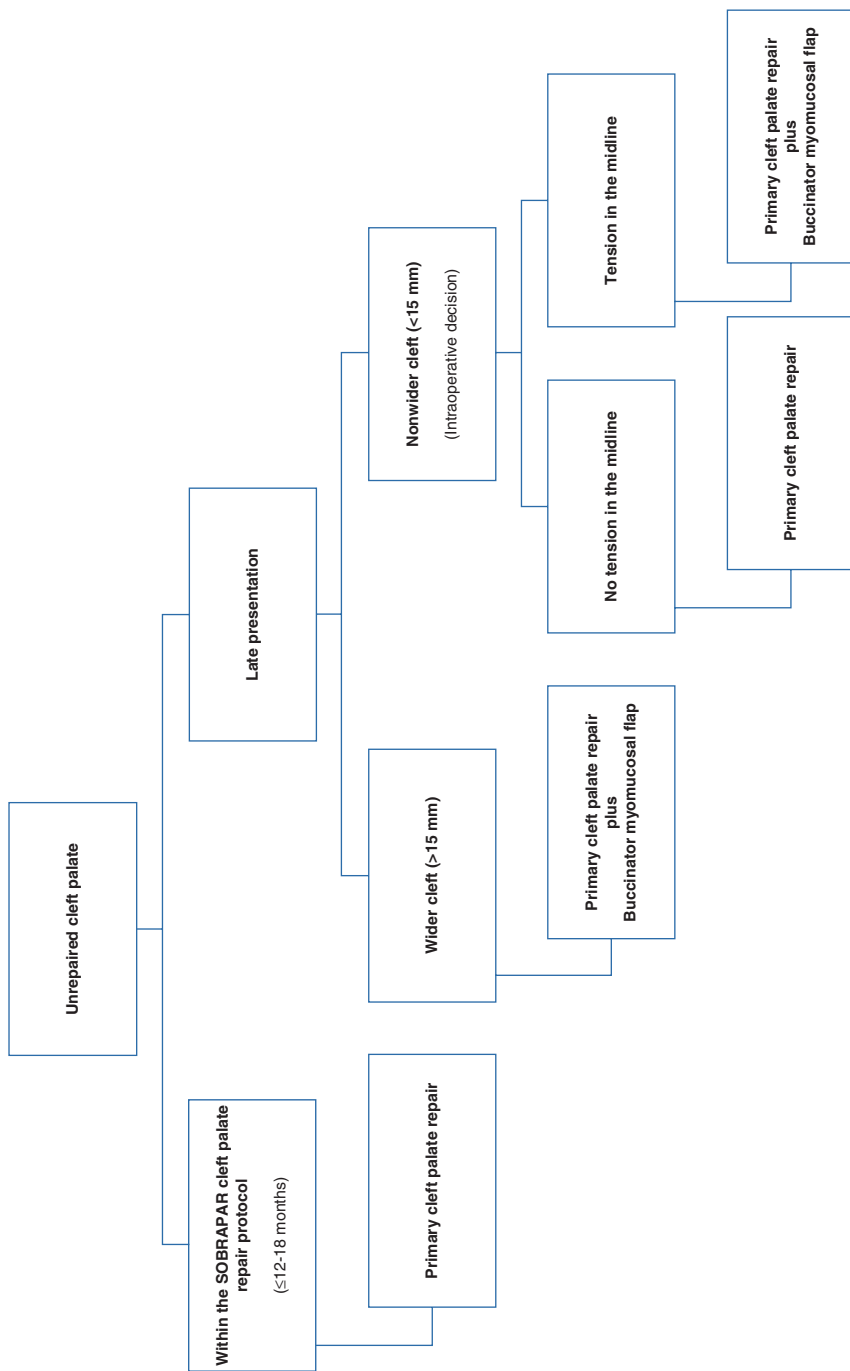 Unrepaired cleft palate
Within the SOBRAPAR cleft palate
repair protocol
(≤12-18 months)
Late presentation
Primary cleft palate repair
Wider cleft (>15 mm)
Nonwider cleft (<15 mm)
(Intraoperative decision)
Primary cleft palate repair
plus
Buccinator myomucosal flap
No tension in the midline
Tension in the midline
Primary cleft palate repair
Primary cleft palate repair
plus
Buccinator myomucosal flap